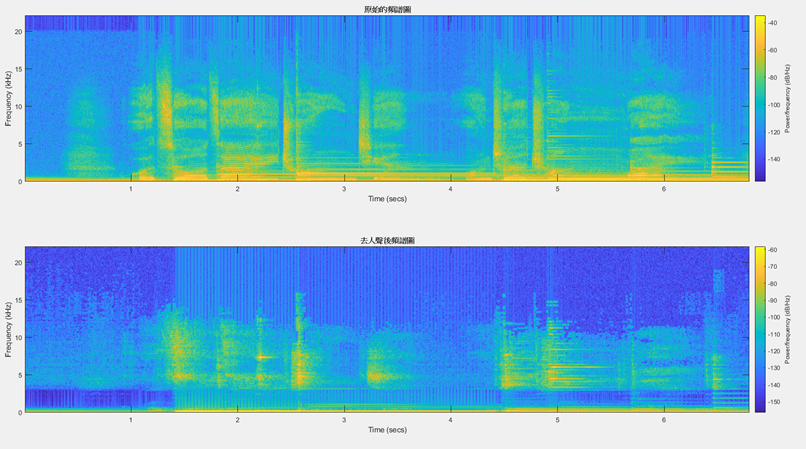 原始的頻譜圖
20
15
10
5
0
Frequency (kHz)
1 2 3 4 5 6
Time (secs)
-40
-60
-80
-100
-120
-140
Power/frequency (dB/Hz)
去人聲後頻譜圖
20
15
10
5
0
Frequency (kHz)
1 2 3 4 5 6
Time (secs)
-60
-70
-80
-90
-100
-110
-120
-130
-140
-150
Power/frequency (dB/Hz)